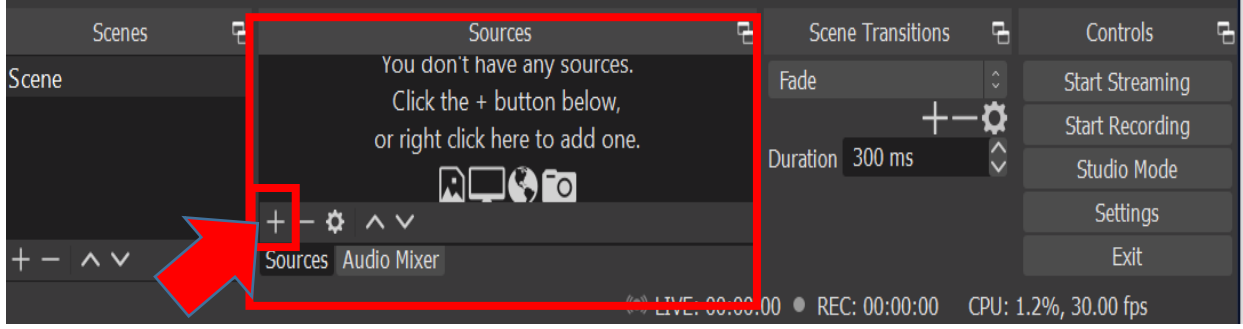 Scenes
Scene
Sources
You don't have any sources.
Click the + button below,
or right click here to add one.
Sources Audio Mixer
Scene Transitions
Fade
Duration 300 ms
Controls
Start Streaming
Start Recording
Studio Mode
Settings
Exit
LIVE: 00:00:00 REC: 00:00:00 CPU: 1.2%, 30.00 fps